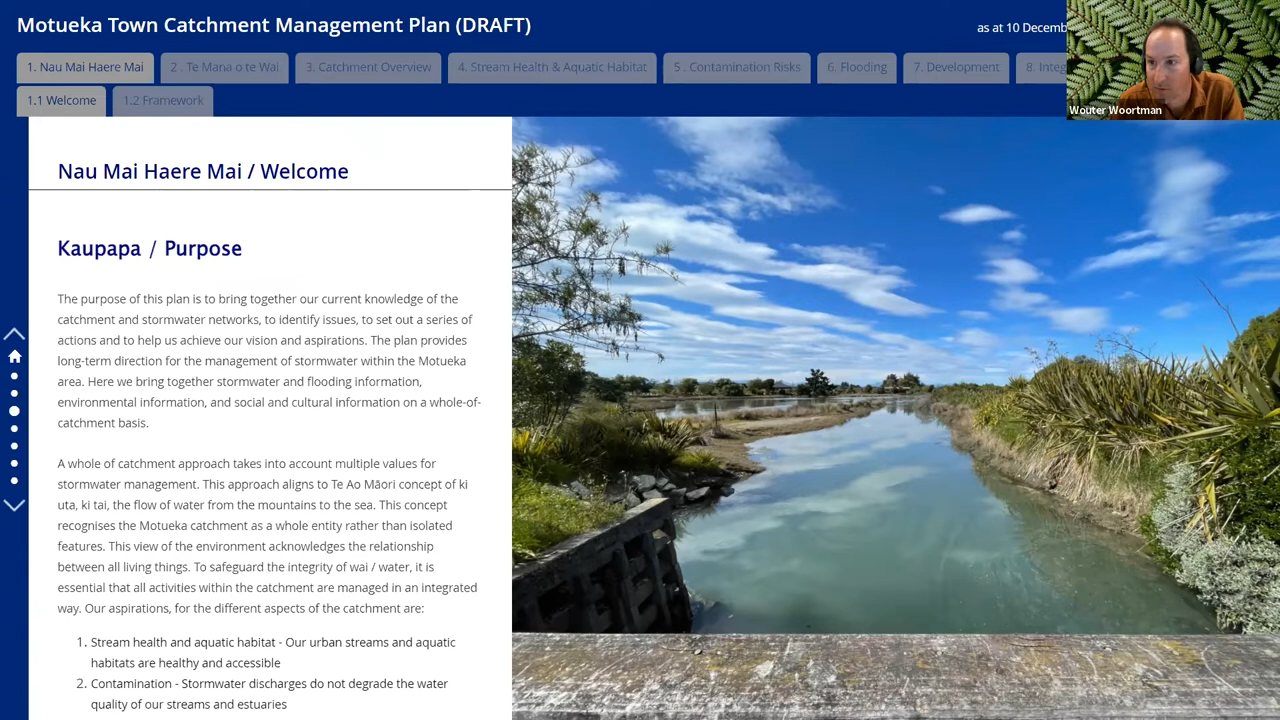 Motueka Town Catchment Management Plan (DRAFT)
as at 10
1. Nau Mai Haere Mai
2 . Te Mana o te Wai
3. Catchment Overview
4. Stream Health & Aquatic Habitat
5 . Contamination Risks
6. Flooding
7. Development
8.
Wouter Woortman
1.1 Welcome
1.2 Framework
Nau Mai Haere Mai / Welcome
Kaupapa / Purpose
The purpose of this plan is to bring together our current knowledge of the
catchment and stormwater networks, to identify issues, to set out a series of
actions and to help us achieve our vision and aspirations. The plan provides
long-term direction for the management of stormwater within the Motueka
area. Here we bring together stormwater and flooding information,
environmental information, and social and cultural information on a whole-of-
catchment basis.
A whole of catchment approach takes into account multiple values for
stormwater management. This approach aligns to Te Ao Māori concept of ki
uta, ki tai, the flow of water from the mountains to the sea. This concept
recognises the Motueka catchment as a whole entity rather than isolated
features. This view of the environment acknowledges the relationship
between all living things. To safeguard the integrity of wai / water, it is
essential that all activities within the catchment are managed in an integrated
way. Our aspirations, for the different aspects of the catchment are:
1. Stream health and aquatic habitat - Our urban streams and aquatic
habitats are healthy and accessible
2. Contamination - Stormwater discharges do not degrade the water
quality of our streams and estuaries